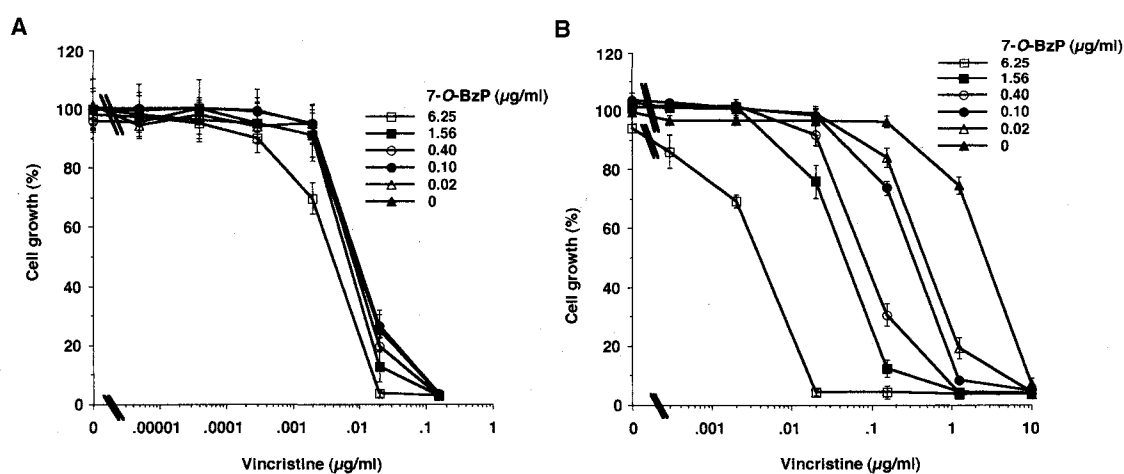 A
7-O-BzP (µg/ml)
6.25
1.56
0.40
0.10
0.02
0
120
100
80
60
40
20
0
Cell growth (%)
0 .00001 .0001 .001 .01 .1 1
Vincristine (µg/ml)
B
7-O-BzP (µg/ml)
6.25
1.56
0.40
0.10
0.02
0
120
100
80
60
40
20
0
Cell growth (%)
0 .001 .01 .1 1 10
Vincristine (µg/ml)